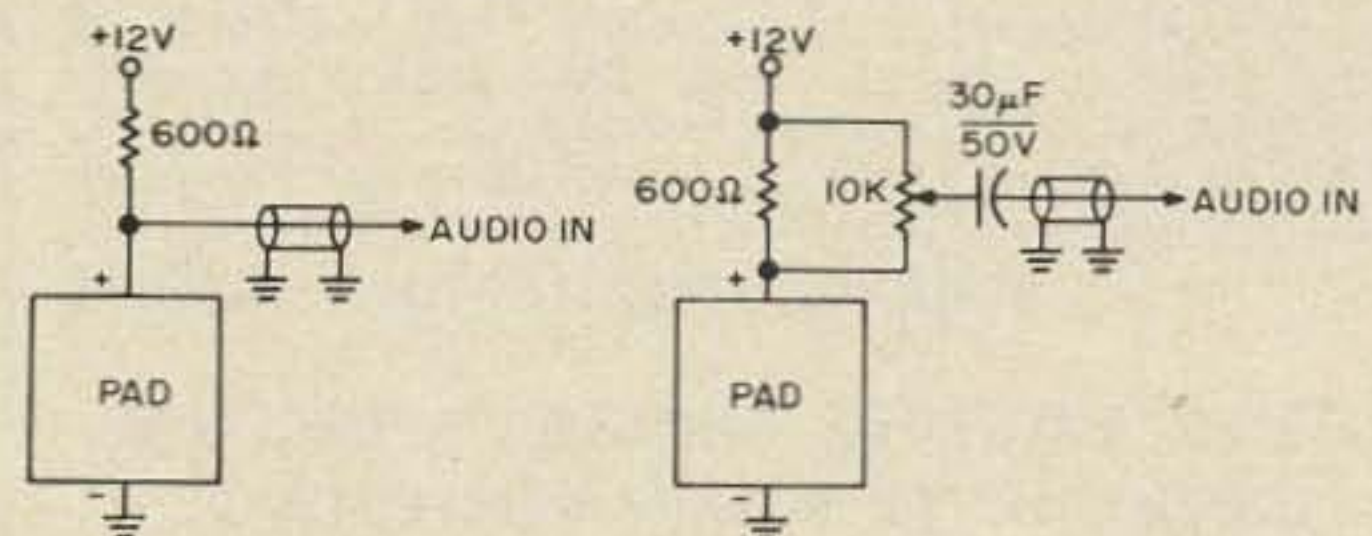 +12V
600Ω
AUDIO IN
+
PAD
-
+12V
30µF
50V
600Ω
10K
AUDIO IN
+
PAD
-